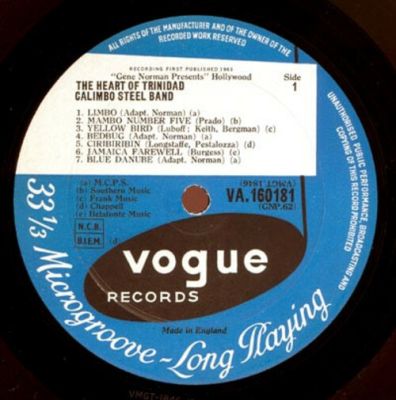 ALL RIGHTS OF THE MANUFACTURER AND OF THE OWNER OF THE
RECORDED WORK RESERVED
UNAUTHORISED PUBLIC PERFORMANCE, BROADCASTING AND
COPYING OF THIS RECORD PROHIBITED
RECORDING FIRST PUBLISHED 1963
"Gene Norman Presents" Hollywood
Side
1
THE HEART OF TRINIDAD
CALIMBO STEEL BAND
1. LIMBO (Adapt. Norman) (a)
2. MAMBO NUMBER FIVE (Prado) (b)
3. YELLOW BIRD (Luboff; Keith, Bergman) (c)
4. BEDBUG (Adapt. Norman) (a)
5. CIRIBIRIBIN (Longstaffe, Pestalozza) (d)
6. JAMAICA FAREWELL (Burgess) (e)
7. BLUE DANUBE (Adapt. Norman) (a)
(a) M.C.P.S.
(b) Southern Music
(c) Frank Music
(d) Chappell
(e) Belafonte Music
(VMGT.1846)
VA.160181
(GNP.62)
N.C.B.
B.I.E.M.
(d)
vogue
RECORDS
Made in England
33 1/3 Microgroove - Long Playing